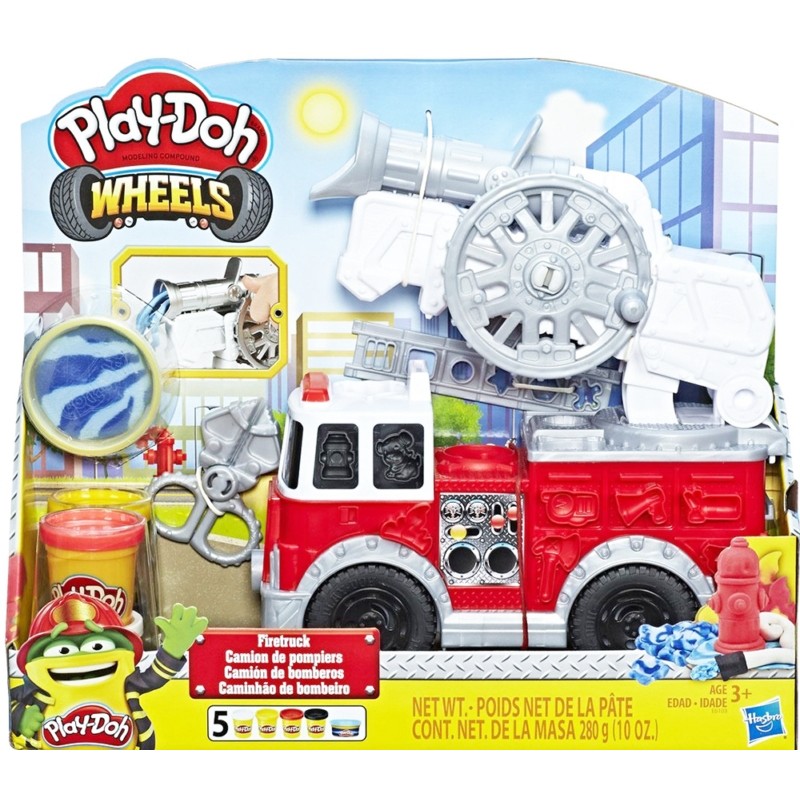 Play-Doh
MODELING COMPOUND
WHEELS
Play-Doh
Firetruck
Camion de pompiers
Camión de bomberos
Caminhão de bombeiro
Play-Doh
5
NET WT.· POIDS NET DE LA PÂTE
CONT. NET. DE LA MASA 280 g (10 OZ.)
AGE 3+
EDAD · IDADE
Hasbro